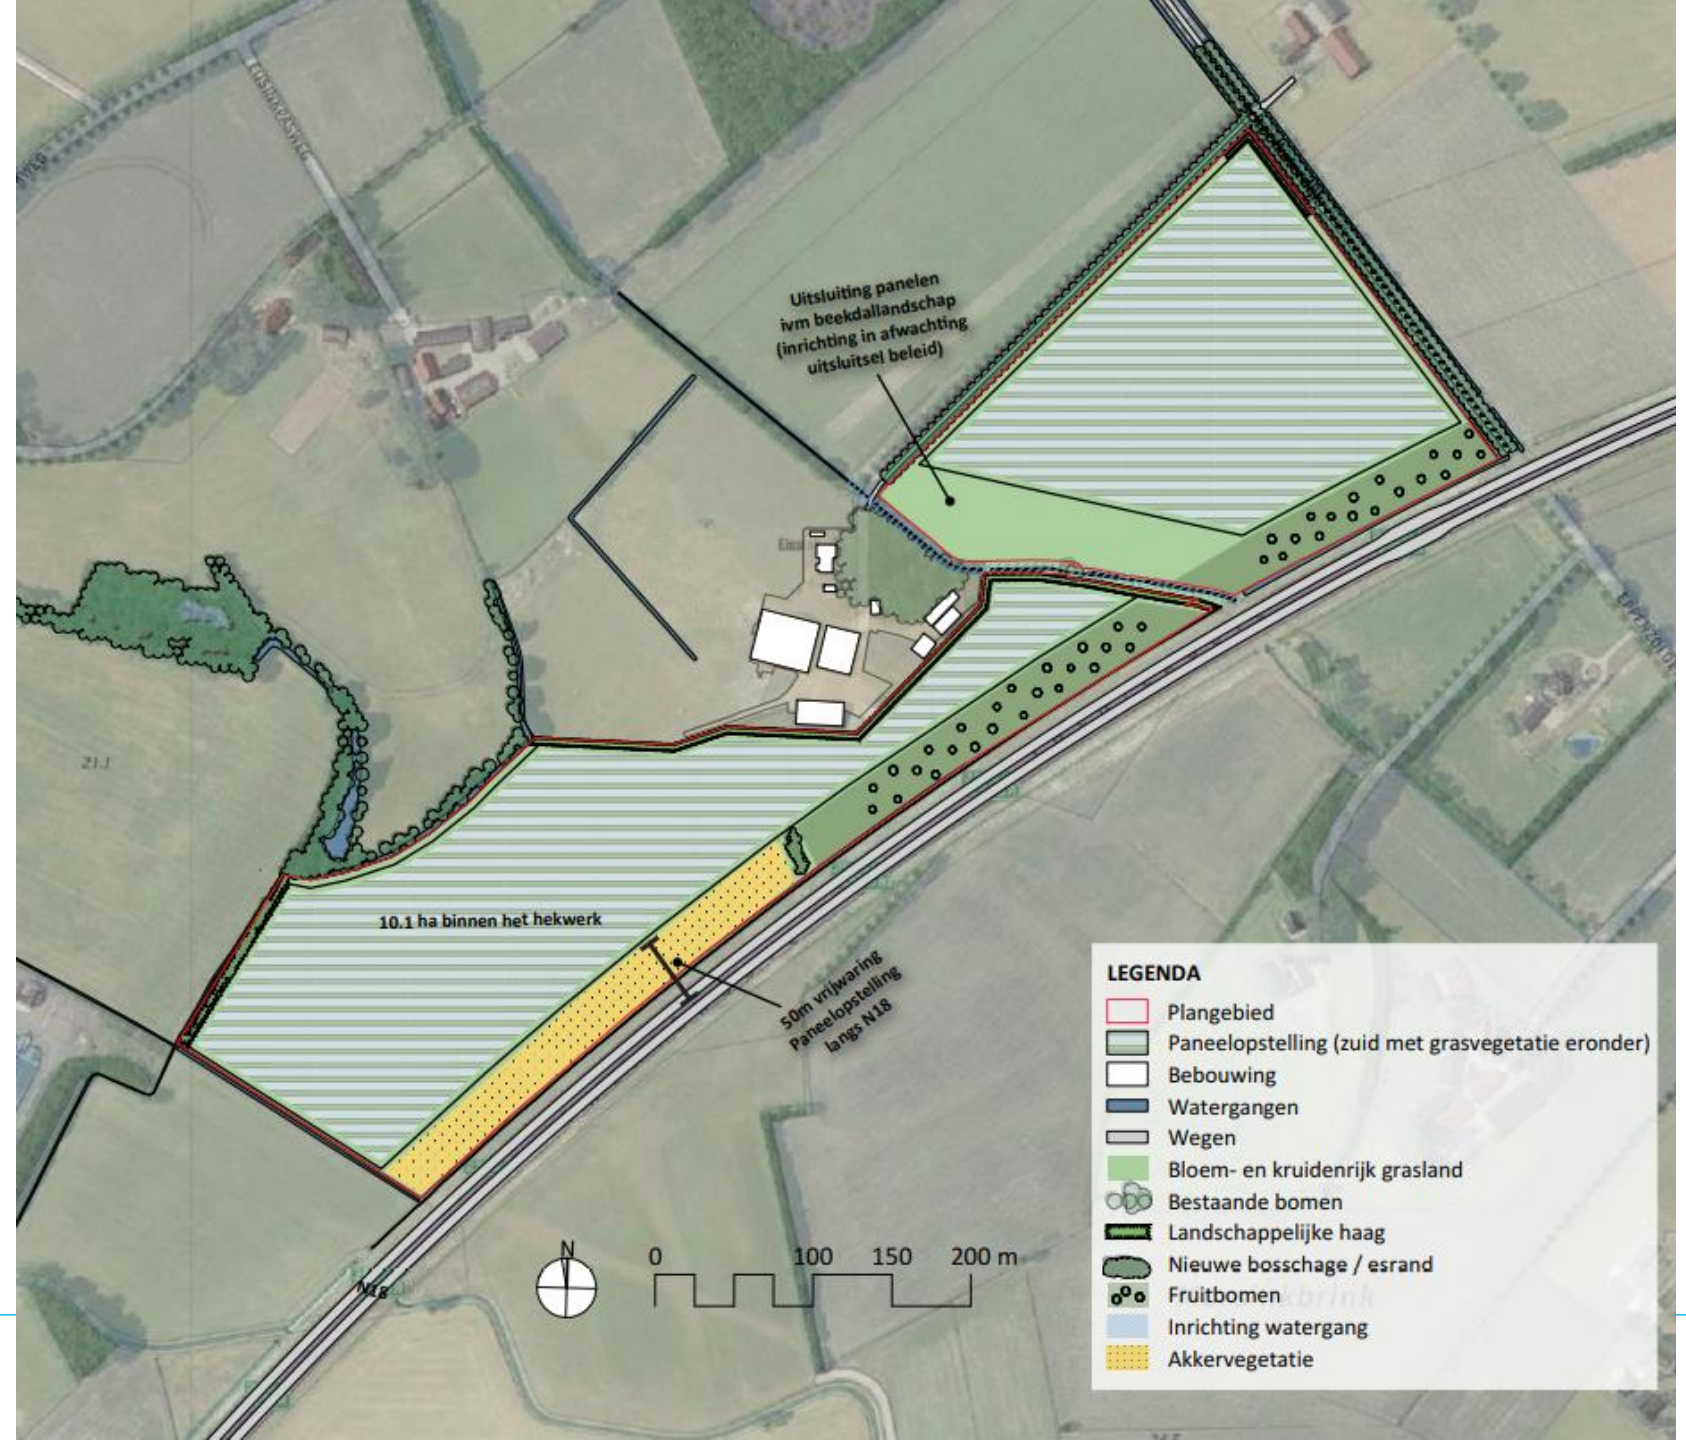 Uitsluiting panelen
ivm beekdallandschap
(inrichting in afwachting
uitsluitsel beleid)
21.1
10.1 ha binnen het hekwerk
50m vrijwaring
Paneelopstelling
langs N18
N18
N
0 100 150 200 m
LEGENDA
Plangebied
Paneelopstelling (zuid met grasvegetatie eronder)
Bebouwing
Watergangen
Wegen
Bloem- en kruidenrijk grasland
Bestaande bomen
Landschappelijke haag
Nieuwe bosschage / esrand
Fruitbomen
Inrichting watergang
Akkervegetatie